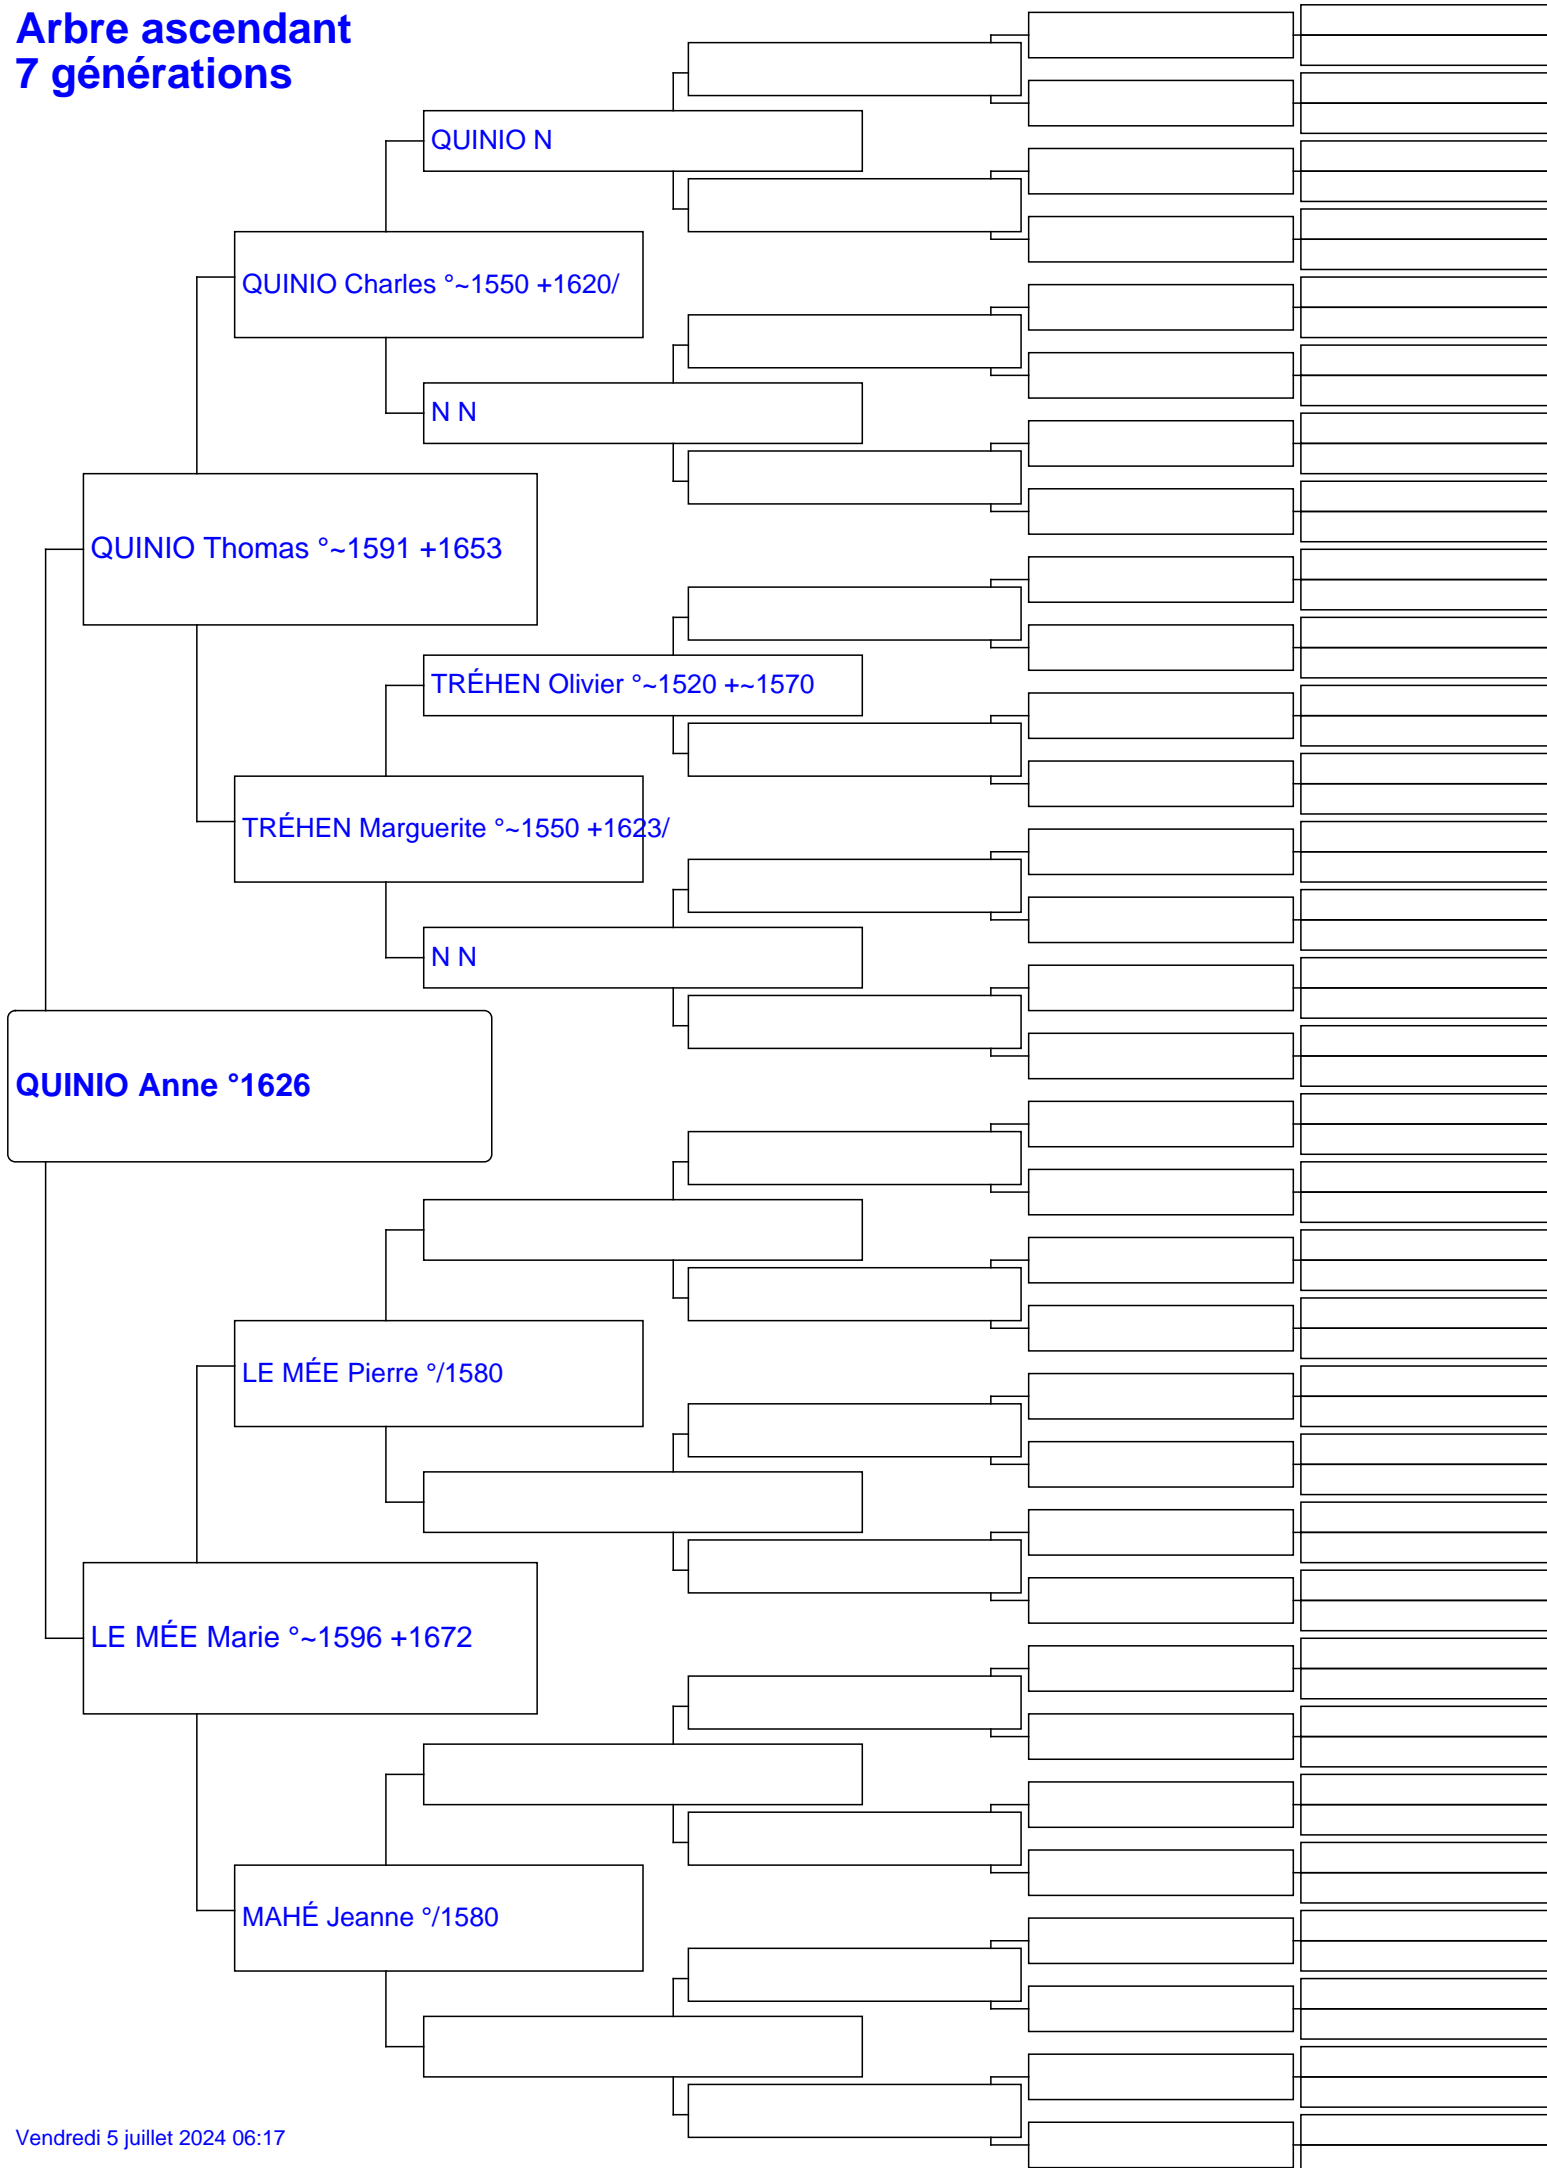 Arbre ascendant
7 générations
QUINIO N
QUINIO Charles °~1550 +1620/
N N
QUINIO Thomas °~1591 +1653
TRÉHEN Olivier °~1520 +~1570
TRÉHEN Marguerite °~1550 +1623/
N N
QUINIO Anne °1626
LE MÉE Pierre °/1580
LE MÉE Marie °~1596 +1672
MAHÉ Jeanne °/1580
Vendredi 5 juillet 2024 06:17